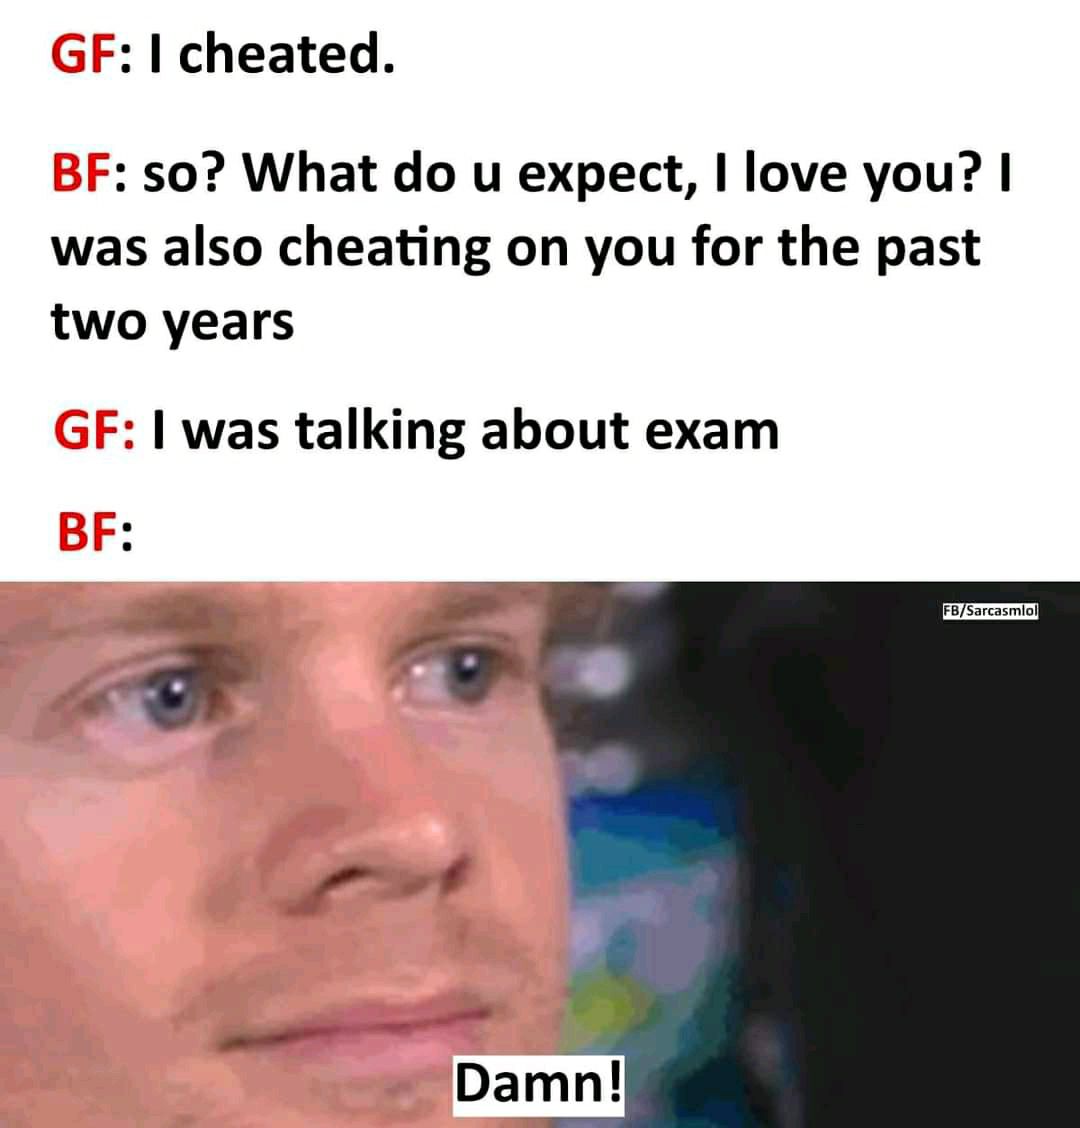 GF: I cheated.
BF: so? What do u expect, I love you? I
was also cheating on you for the past
two years
GF: I was talking about exam
BF:
FB/Sarcasmlol
Damn!